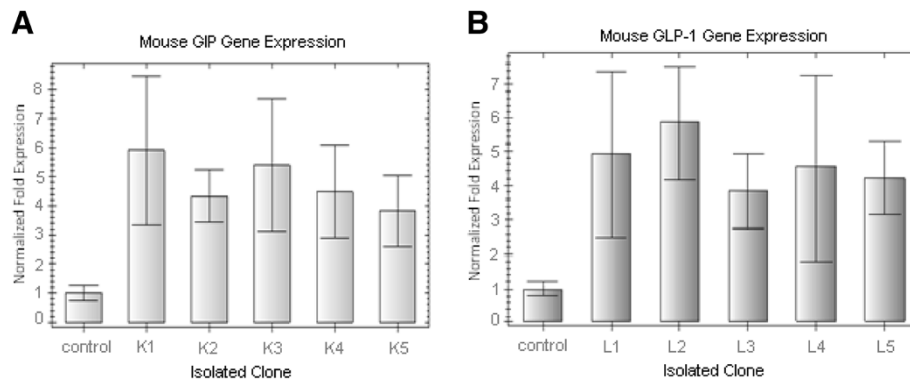 A
Mouse GIP Gene Expression
Normalized Fold Expression
8
7
6
5
4
3
2
1
0
control K1 K2 K3 K4 K5
Isolated Clone
B
Mouse GLP-1 Gene Expression
Normalized Fold Expression
7
6
5
4
3
2
1
0
control L1 L2 L3 L4 L5
Isolated Clone